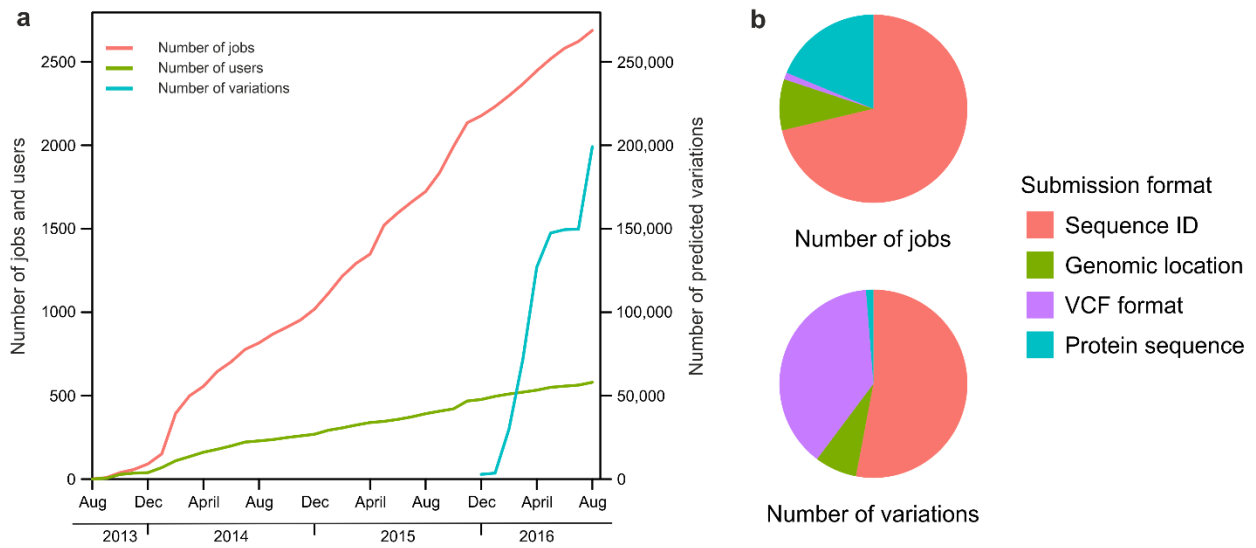 a
Number of jobs
Number of users
Number of variations
Number of jobs and users
2500
2000
1500
1000
500
0
250,000
200,000
150,000
100,000
50,000
0
Number of predicted variations
Aug Dec April Aug Dec April Aug Dec April Aug
2013 2014 2015 2016
b
Number of jobs
Submission format
Sequence ID
Genomic location
VCF format
Protein sequence
Number of variations